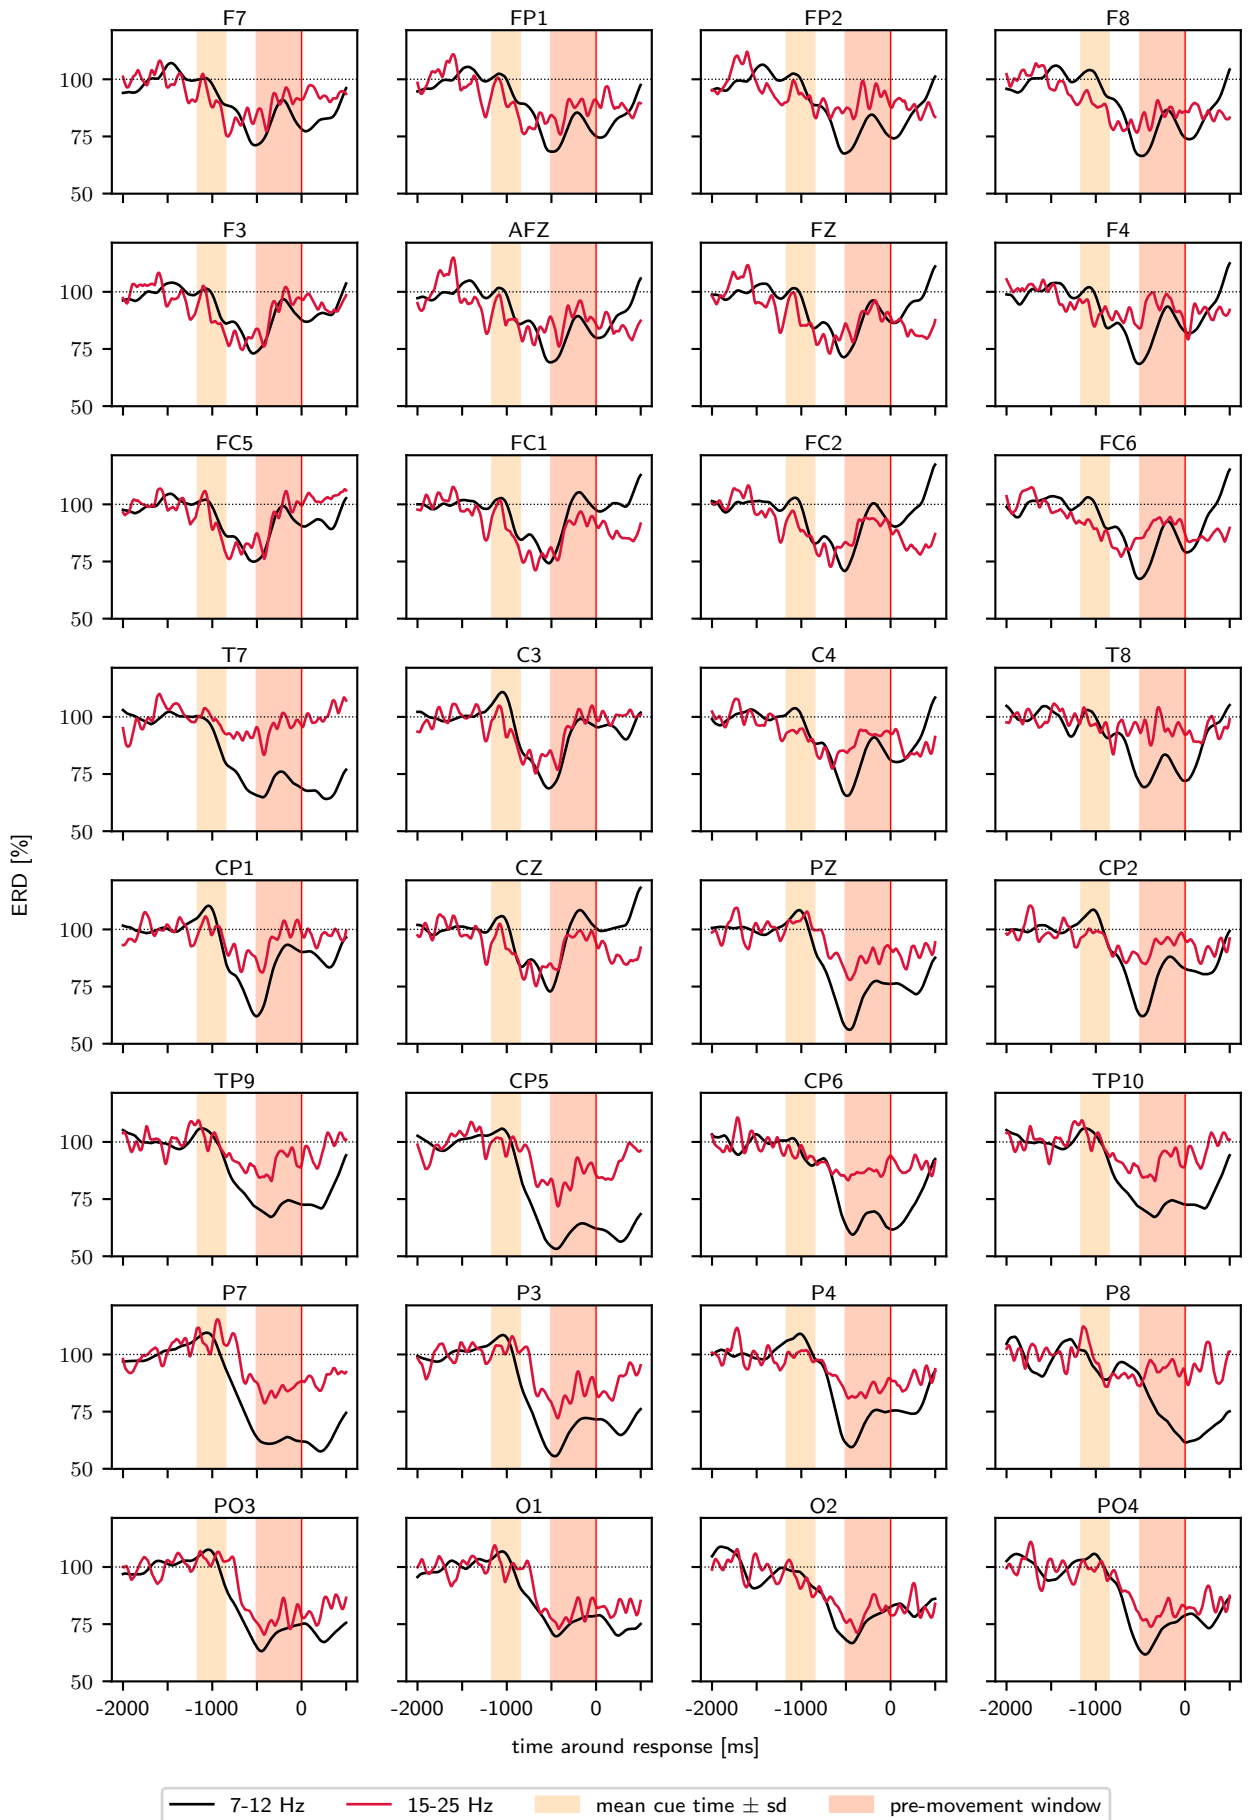 F7 FP1 FP2 F8
100
75
50
F3 AFZ FZ F4
100
75
50
FC5 FC1 FC2 FC6
100
75
50
T7 C3 C4 T8
100
75
50
ERD [%]
CP1 CZ PZ CP2
100
75
50
TP9 CP5 CP6 TP10
100
75
50
P7 P3 P4 P8
100
75
50
PO3 O1 O2 PO4
100
75
50
-2000 -1000 0 -2000 -1000 0 -2000 -1000 0 -2000 -1000 0
time around response [ms]
7-12 Hz 15-25 Hz mean cue time ± sd pre-movement window